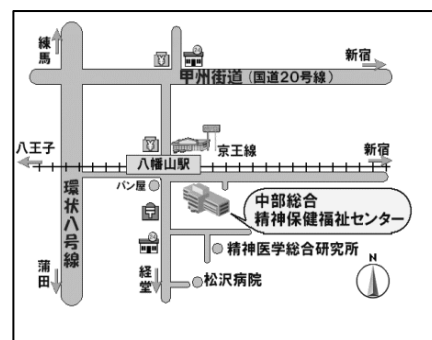 練馬
新宿
甲州街道（国道20号線）
八王子
京王線
新宿
八幡山駅
パン屋
中部総合
精神保健福祉センター
環状八号線
精神医学総合研究所
蒲田
経堂
松沢病院
N